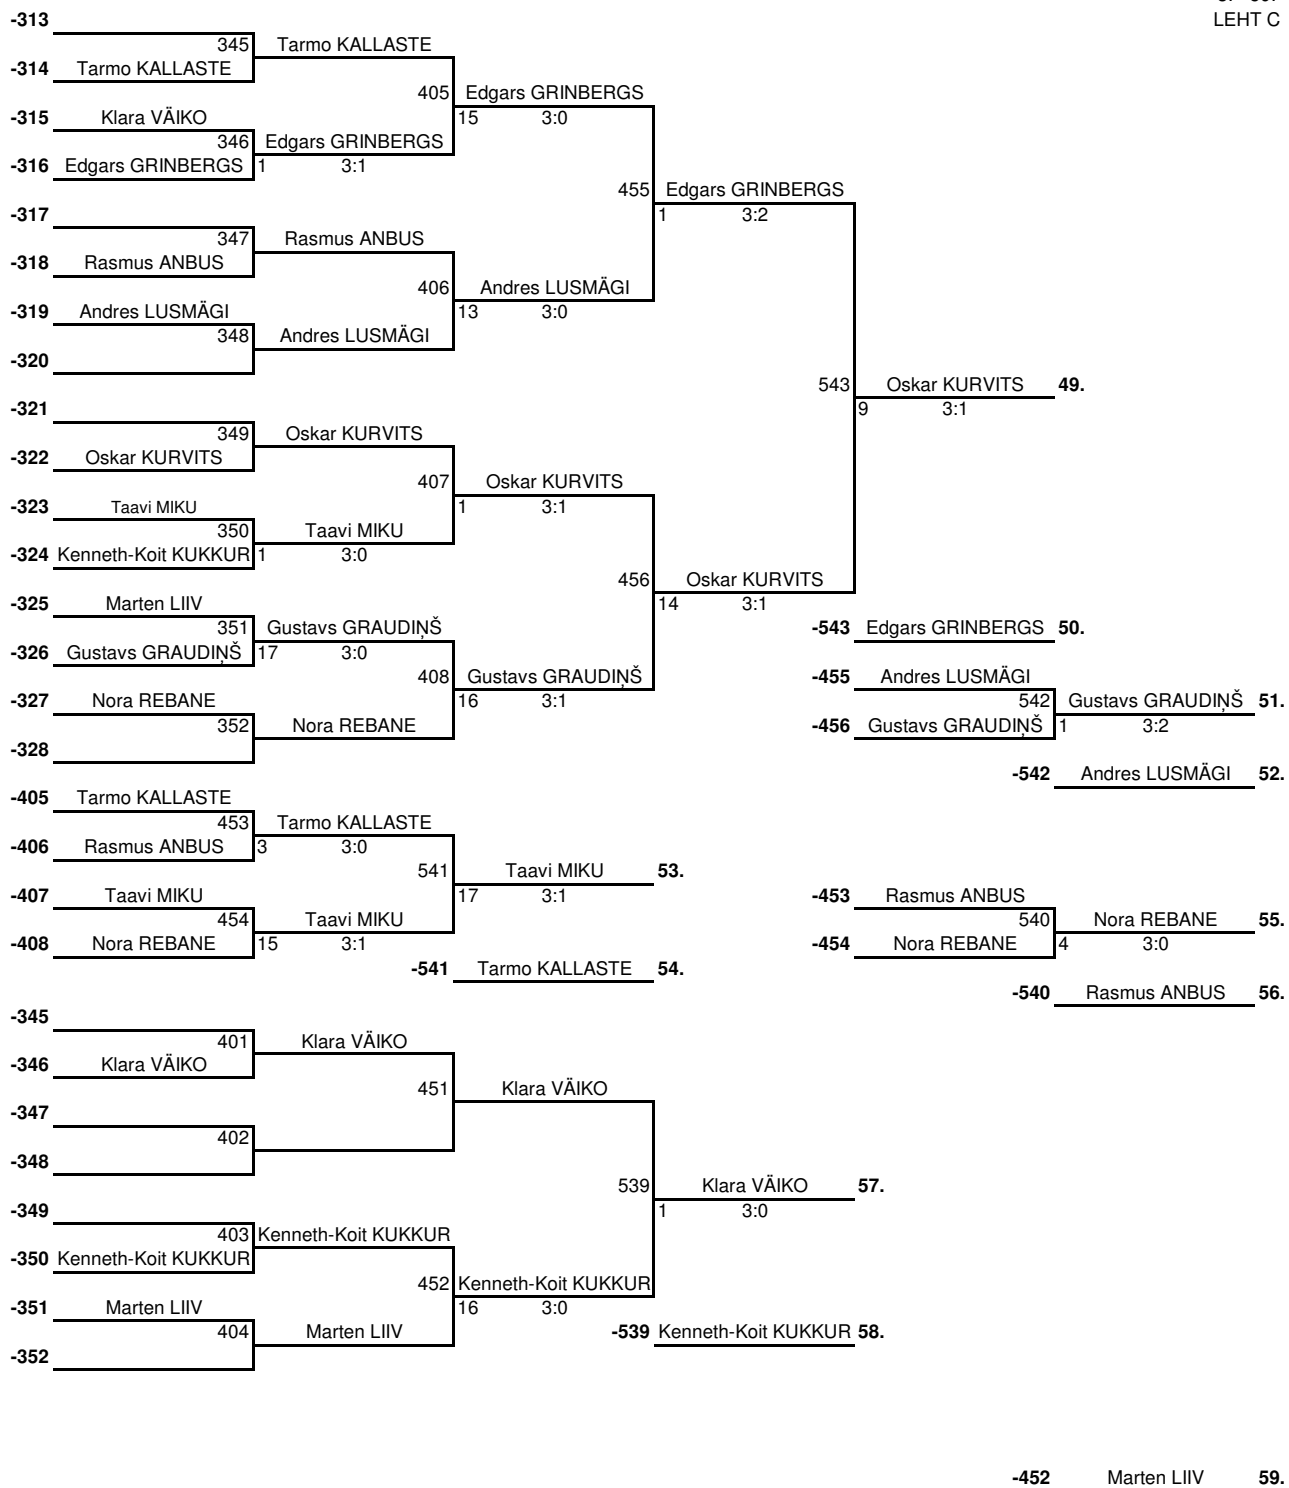 LEHT C
-313
345 Tarmo KALLASTE
-314 Tarmo KALLASTE
405 Edgars GRINBERGS
-315 Klara VÄIKO
15 3:0
346 Edgars GRINBERGS
-316 Edgars GRINBERGS 1 3:1
455 Edgars GRINBERGS
-317
1 3:2
347 Rasmus ANBUS
-318 Rasmus ANBUS
406 Andres LUSMÄGI
-319 Andres LUSMÄGI
13 3:0
348 Andres LUSMÄGI
-320
543 Oskar KURVITS 49.
-321
9 3:1
349 Oskar KURVITS
-322 Oskar KURVITS
407 Oskar KURVITS
-323 Taavi MIKU
1 3:1
350 Taavi MIKU
-324 Kenneth-Koit KUKKUR 1 3:0
456 Oskar KURVITS
-325 Marten LIIV
14 3:1
351 Gustavs GRAUDIŅŠ
-543 Edgars GRINBERGS 50.
-326 Gustavs GRAUDIŅŠ 17 3:0
408 Gustavs GRAUDIŅŠ
-455 Andres LUSMÄGI
-327 Nora REBANE
16 3:1
542 Gustavs GRAUDIŅŠ 51.
352 Nora REBANE
-456 Gustavs GRAUDIŅŠ 1 3:2
-328
-542 Andres LUSMÄGI 52.
-405 Tarmo KALLASTE
453 Tarmo KALLASTE
-406 Rasmus ANBUS 3 3:0
541 Taavi MIKU 53.
-407 Taavi MIKU
17 3:1
-453 Rasmus ANBUS
454 Taavi MIKU
540 Nora REBANE 55.
-408 Nora REBANE 15 3:1
-454 Nora REBANE 4 3:0
-541 Tarmo KALLASTE 54.
-540 Rasmus ANBUS 56.
-345
401 Klara VÄIKO
-346 Klara VÄIKO
451 Klara VÄIKO
-347
402
-348
539 Klara VÄIKO 57.
-349
1 3:0
403 Kenneth-Koit KUKKUR
-350 Kenneth-Koit KUKKUR
452 Kenneth-Koit KUKKUR
-351 Marten LIIV
16 3:0
404 Marten LIIV
-539 Kenneth-Koit KUKKUR 58.
-352
-452 Marten LIIV 59.